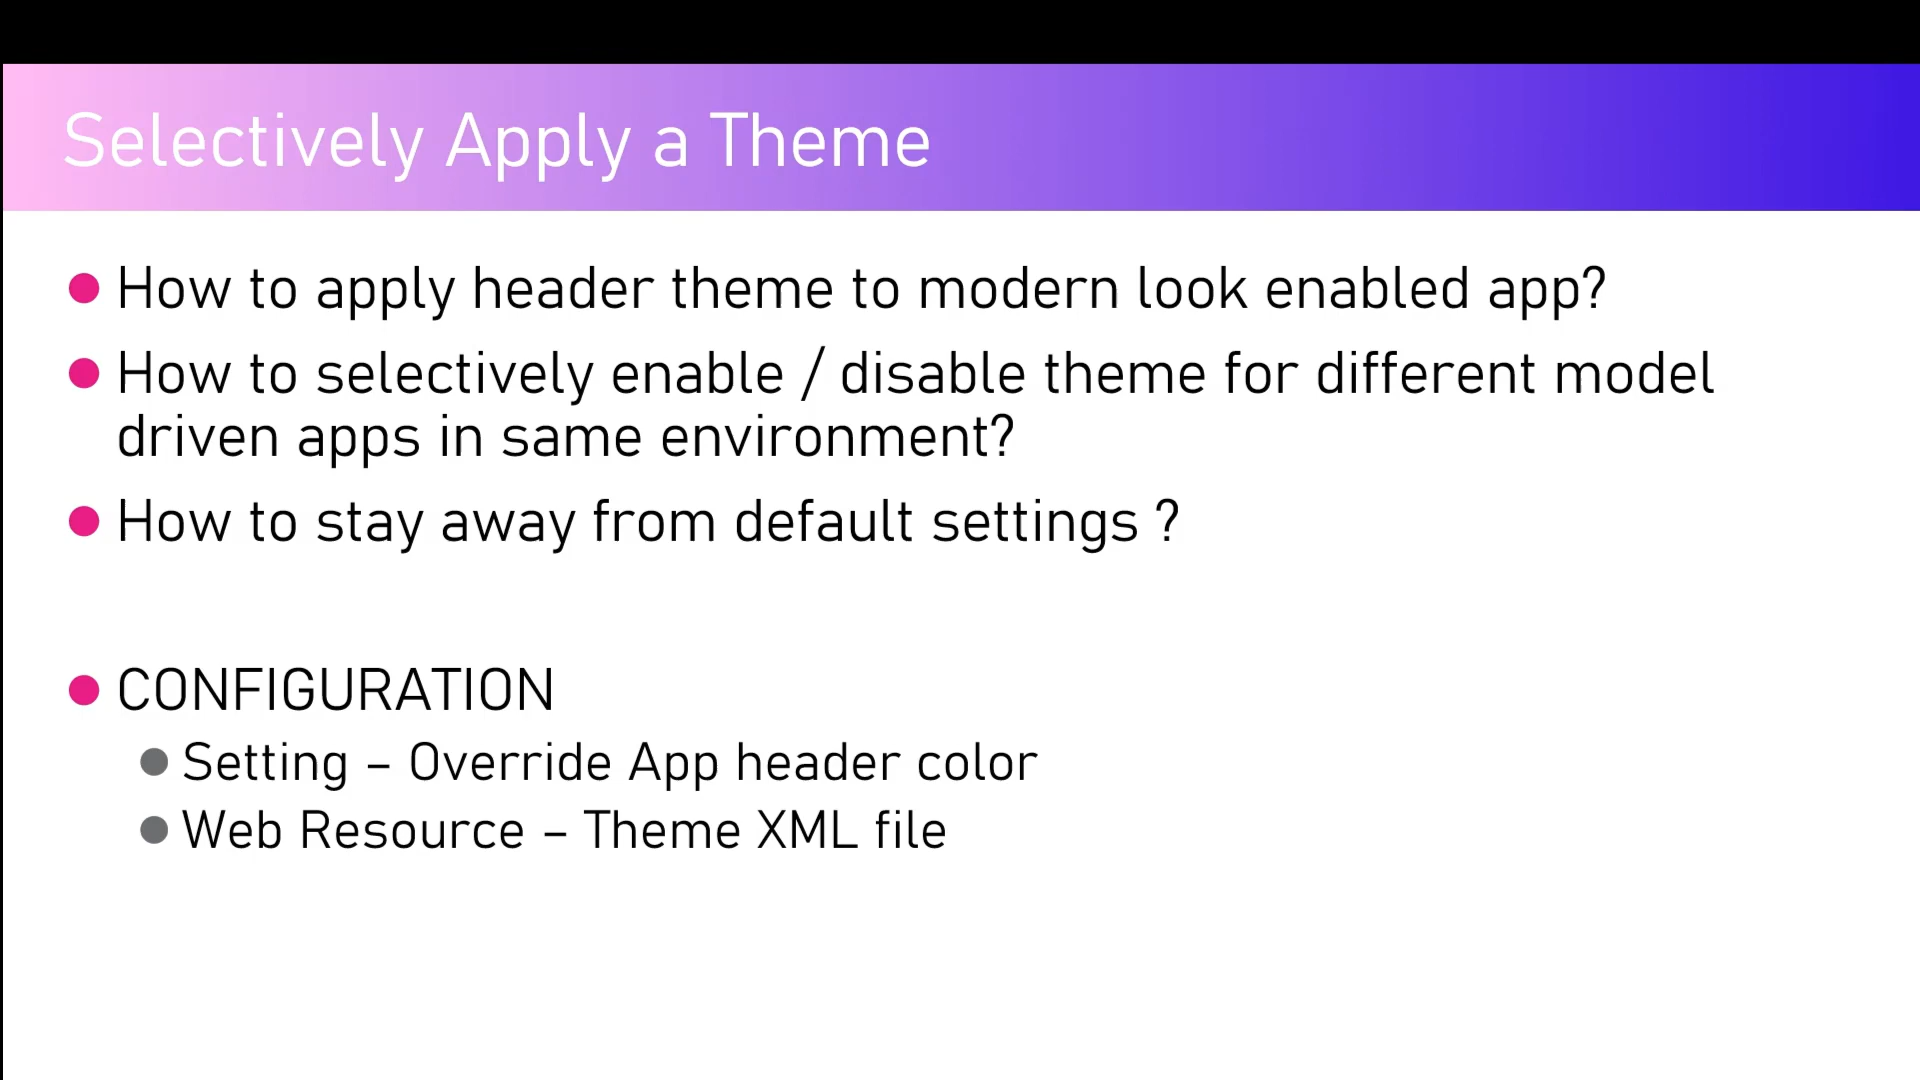 Selectively Apply a Theme
How to apply header theme to modern look enabled app?
How to selectively enable / disable theme for different model
driven apps in same environment?
How to stay away from default settings ?
CONFIGURATION
Setting – Override App header color
Web Resource – Theme XML file